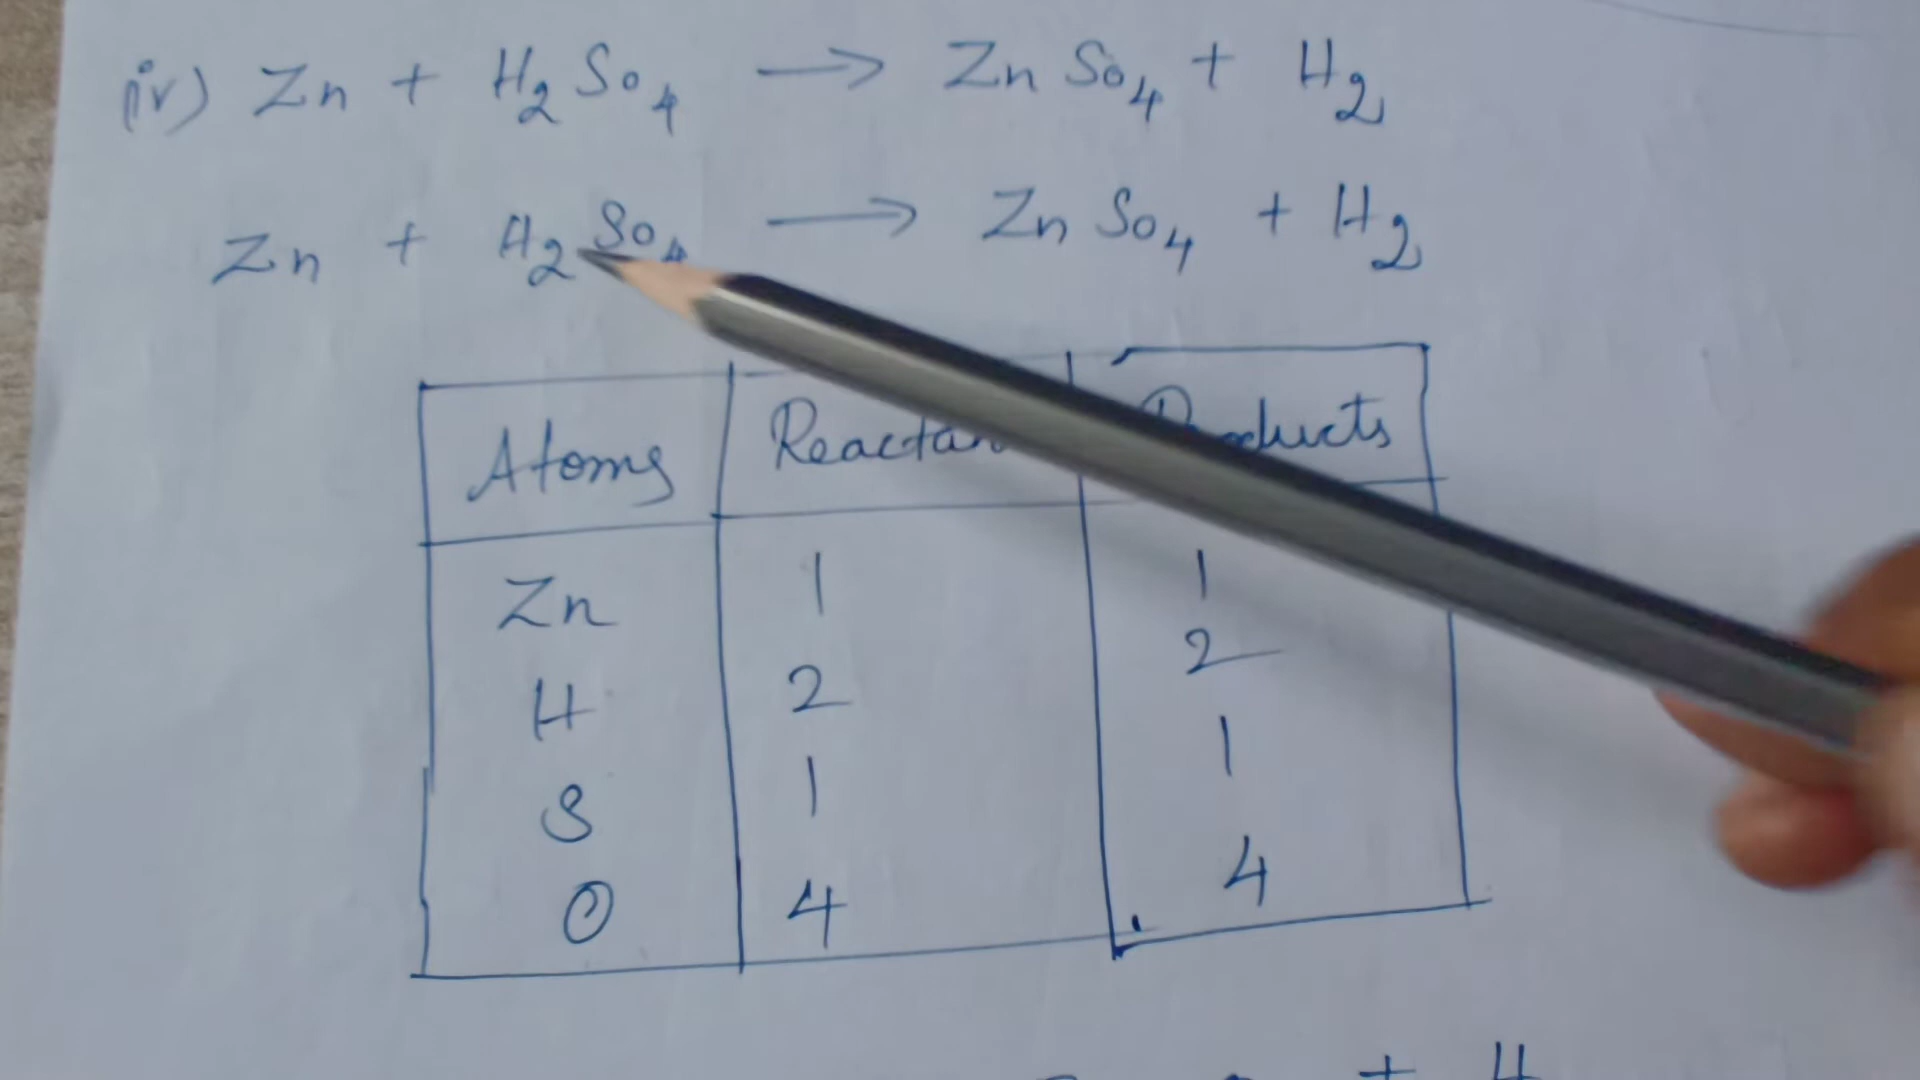 iv) Zn + H₂So₄ → ZnSo₄ + H₂
Zn + H₂So₄ → ZnSo₄ + H₂
Atoms Products
Zn 1 1
H 2 2
S 1 1
O 4 4
+ H